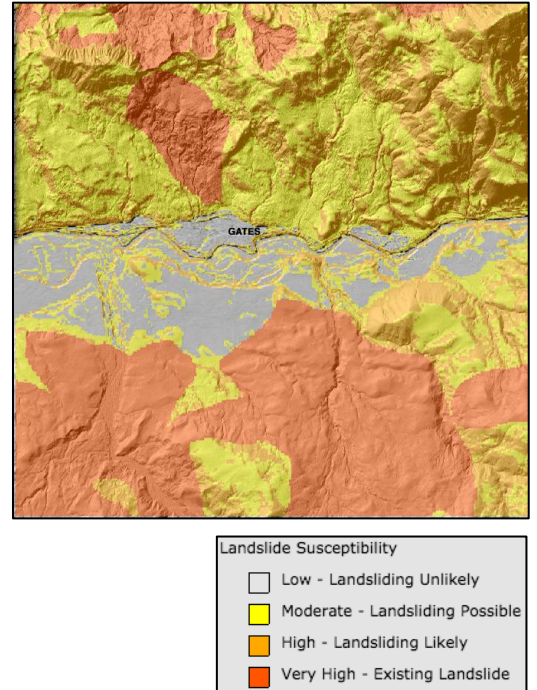 GATES
Landslide Susceptibility
Low - Landsliding Unlikely
Moderate - Landsliding Possible
High - Landsliding Likely
Very High - Existing Landslide